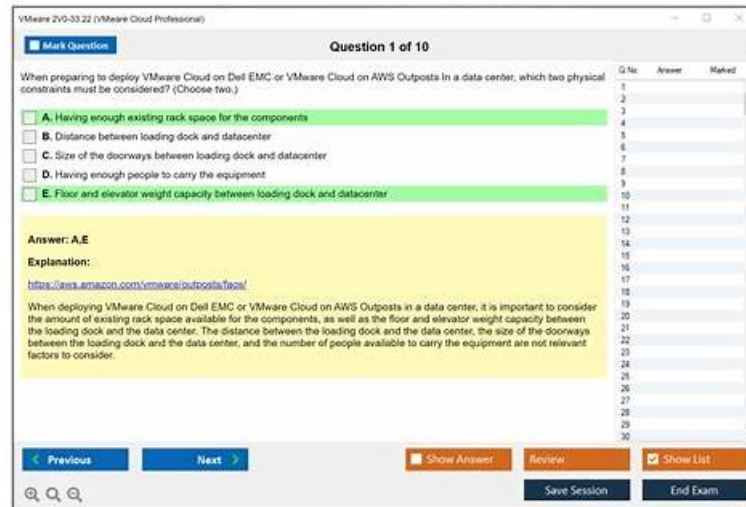 VMware 2V0-33.22 (VMware Cloud Professional)
Mark Question
Question 1 of 10
When preparing to deploy VMware Cloud on Dell EMC or VMware Cloud on AWS Outposts In a data center, which two physical
constraints must be considered? (Choose two.)
A. Having enough existing rack space for the components
B. Distance between loading dock and datacenter
C. Size of the doorways between loading dock and datacenter
D. Having enough people to carry the equipment
E. Floor and elevator weight capacity between loading dock and datacenter
Answer: A,E
Explanation:
https://aws.amazon.com/vmware/outposts/faqs/
When deploying VMware Cloud on Dell EMC or VMware Cloud on AWS Outposts in a data center, it is important to consider
the amount of existing rack space available for the components, as well as the floor and elevator weight capacity between
the loading dock and the data center. The distance between the loading dock and the data center, the size of the doorways
between the loading dock and the data center, and the number of people available to carry the equipment are not relevant
factors to consider.
Q.No Answer Marked
1
2
3
4
5
6
7
8
9
10
11
12
13
14
15
16
17
18
19
20
21
22
23
24
25
26
27
28
29
30
Previous
Next
Show Answer
Review
Show List
Save Session
End Exam